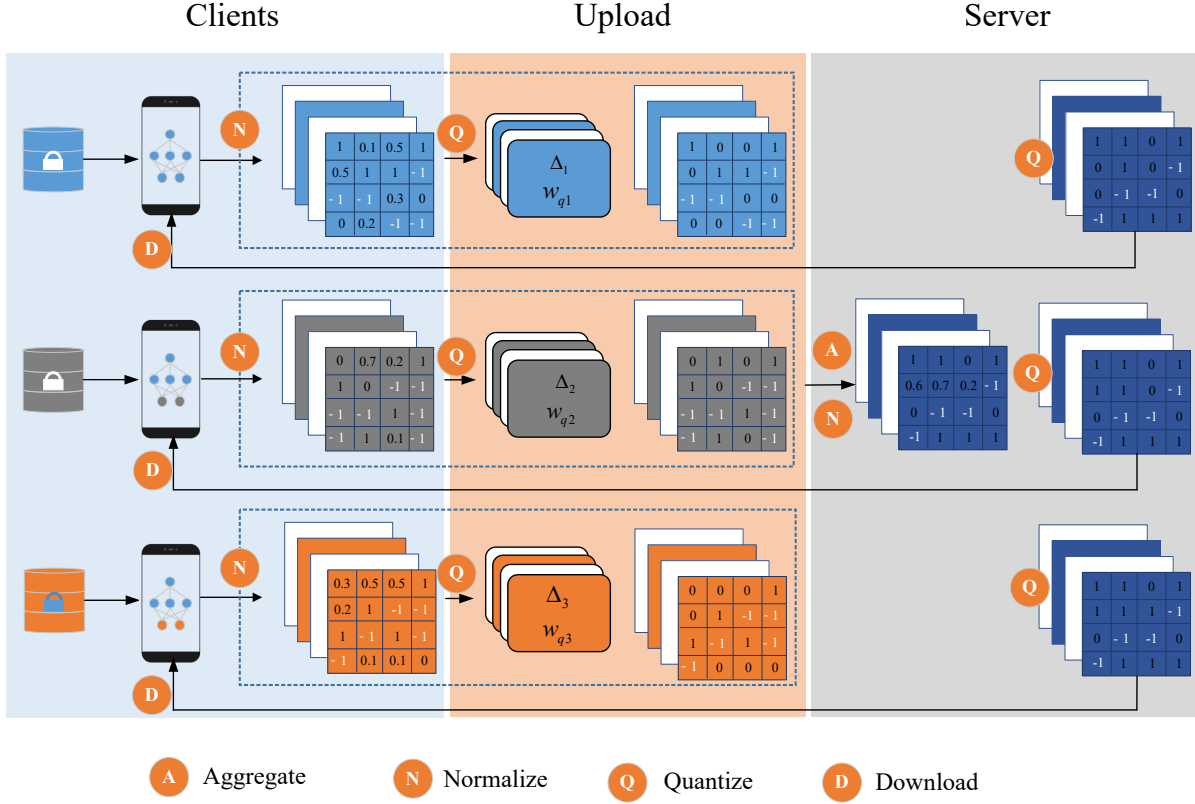 Clients Upload Server
N Q Q
1 0.1 0.5 1
0.5 1 1 -1
-1 -1 0.3 0
0 0.2 -1 -1
Δ1
wq1
1 0 0 1
0 1 1 -1
-1 -1 0 0
0 0 -1 -1
1 1 0 1
0 1 0 -1
0 -1 -1 0
-1 1 1 1
D
N Q A N Q
0 0.7 0.2 1
1 0 -1 -1
-1 -1 1 -1
-1 1 0.1 -1
Δ2
wq2
0 1 0 1
1 0 -1 -1
-1 -1 1 -1
-1 1 0 -1
1 1 0 1
0.6 0.7 0.2 -1
0 -1 -1 0
-1 1 1 1
1 1 0 1
1 1 0 -1
0 -1 -1 0
-1 1 1 1
D
N Q Q
0.3 0.5 0.5 1
0.2 1 -1 -1
1 -1 1 -1
-1 0.1 0.1 0
Δ3
wq3
0 0 0 1
0 1 -1 -1
1 -1 1 -1
-1 0 0 0
1 1 0 1
1 1 1 -1
0 -1 -1 0
-1 1 1 1
D
A Aggregate N Normalize Q Quantize D Download